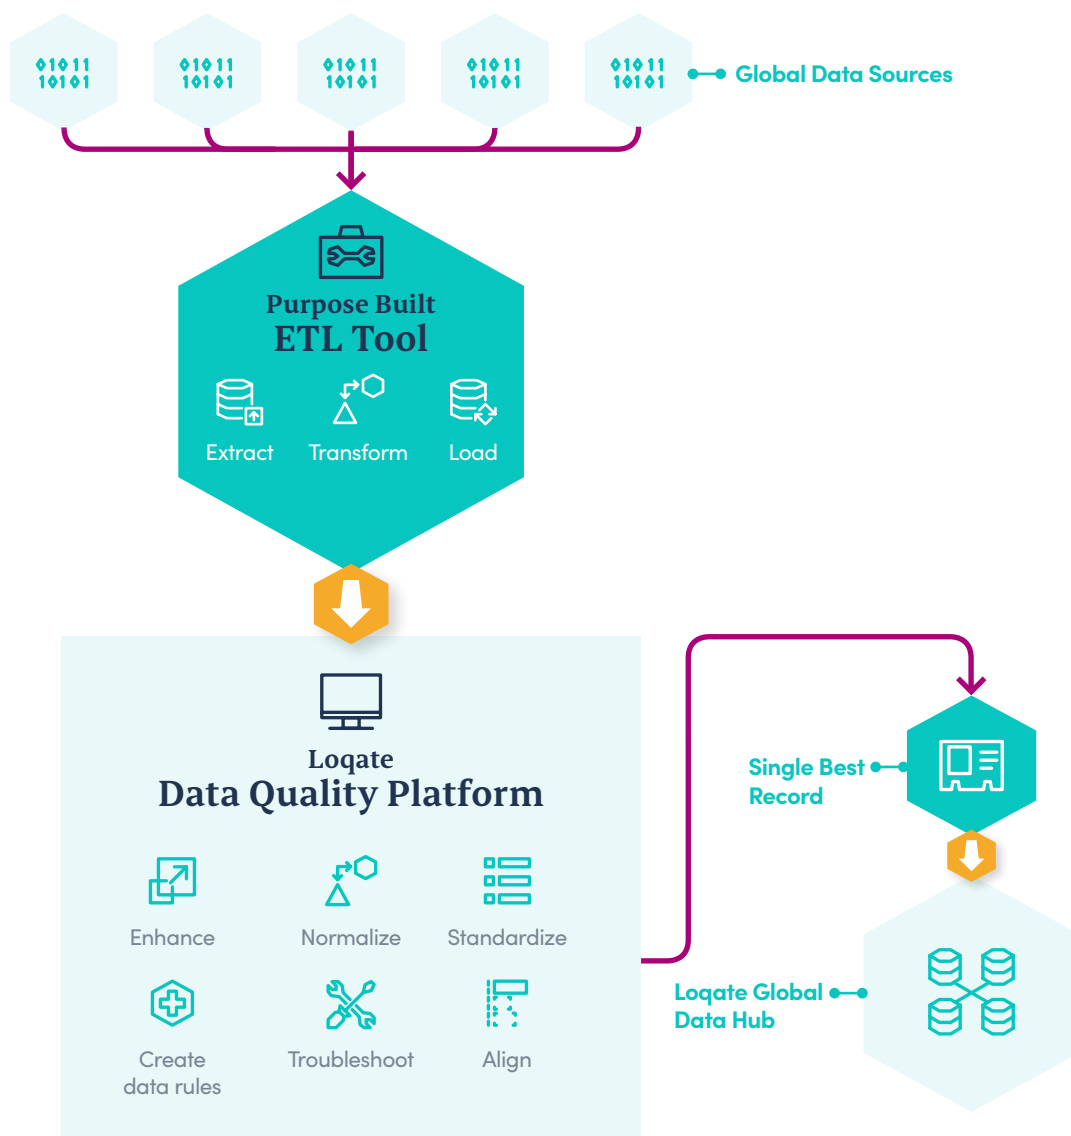 01011 01011 01011 01011 01011
10101 10101 10101 10101 10101
Global Data Sources
Purpose Built
ETL Tool
Extract Transform Load
Loqate
Data Quality Platform
Enhance Normalize Standardize
Create Troubleshoot Align
data rules
Single Best
Record
Loqate Global
Data Hub